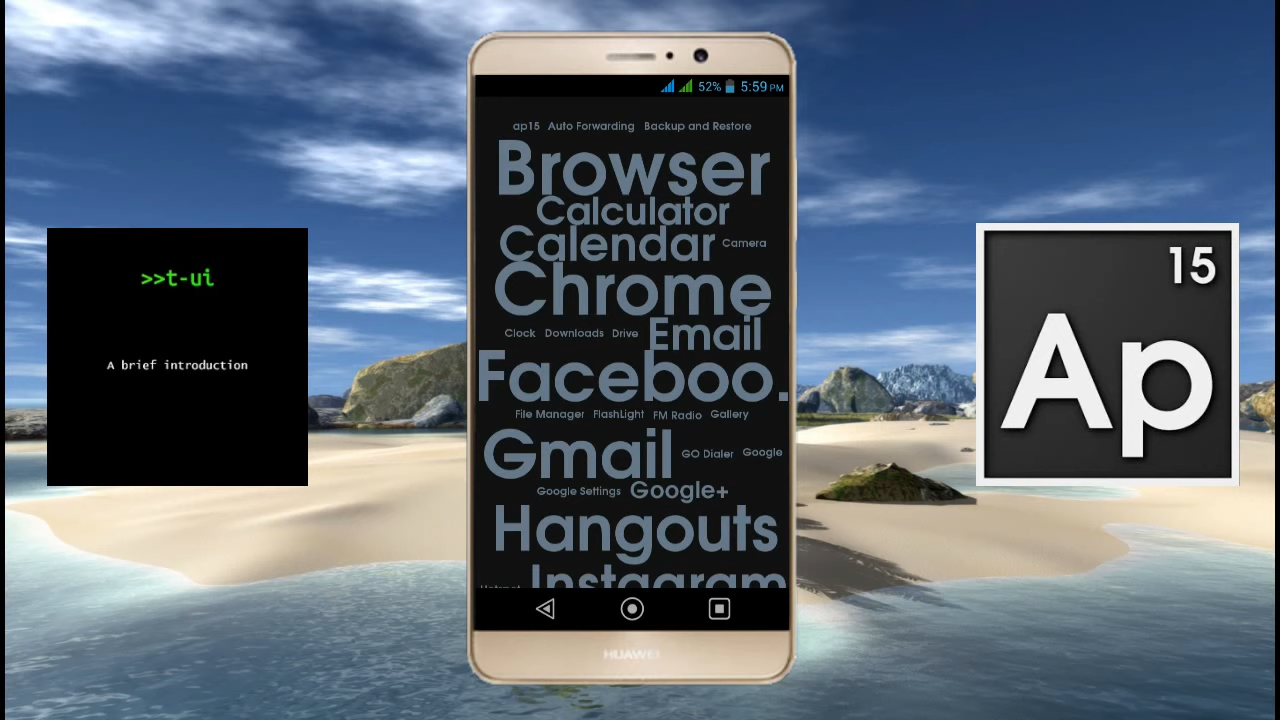 52% 5:59 PM
ap15 Auto Forwarding Backup and Restore
Browser
Calculator
Calendar Camera
Chrome
Clock Downloads Drive Email
Faceboo.
File Manager FlashLight FM Radio Gallery
Gmail GO Dialer Google
Google Settings Google+
Hangouts
Instagram
HUAWEI
>>t-ui
A brief introduction
15
Ap